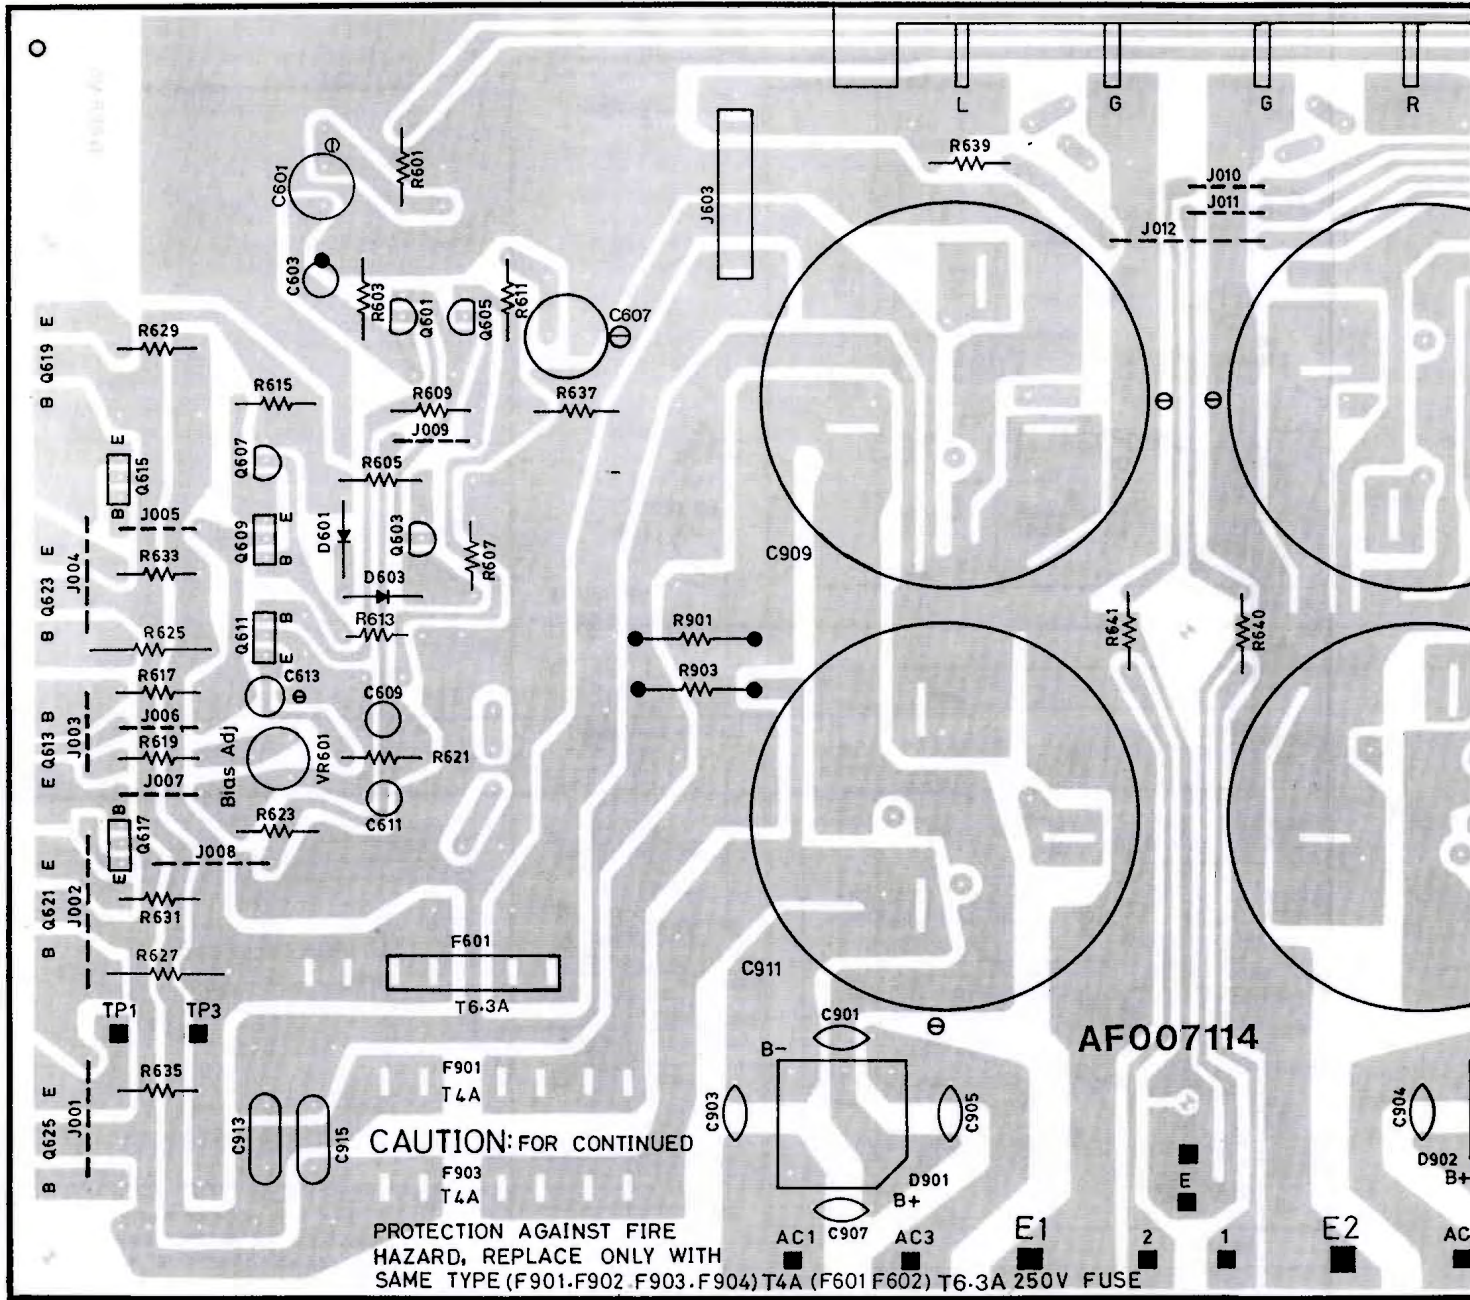 L G G R
R639
J010
J011
J012
C601
R601
J603
C603
R603
Q601
Q605
R611
C607
E
R629
Q619
B
R615
R609
R637
J009
E
Q615
B
Q607
R605
J005
Q609
E
B
D601
Q603
R607
C909
E
R633
J004
Q623
B
D603
R613
Q611
B
E
R625
R901
R641
R640
R617
C613
C609
R903
B
J006
J003
Q613
R619
Bias Adj
VR601
R621
E
J007
B
R623
C611
Q617
J008
E
E
J002
Q621
R631
B
R627
F601
T6.3A
C911
TP1 TP3
C901
AF007114
B-
R635
F901
T4A
E
J001
Q625
B
C913
C915
C903
C905
C904
CAUTION: FOR CONTINUED
F903
T4A
D901
B+
D902
B+
E
PROTECTION AGAINST FIRE
HAZARD, REPLACE ONLY WITH
SAME TYPE (F901.F902.F903.F904) T4A (F601 F602) T6.3A 250V FUSE
AC1 C907 AC3 E1 2 1 E2 AC